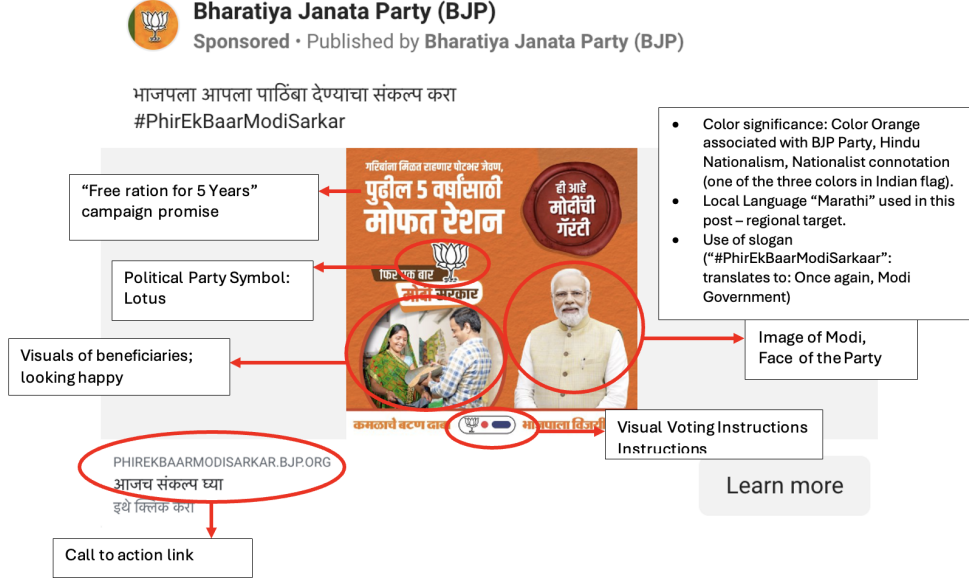 Bharatiya Janata Party (BJP)
Sponsored • Published by Bharatiya Janata Party (BJP)
भाजपला आपला पाठिंबा देण्याचा संकल्प करा
#PhirEkBaarModiSarkar
गरिबांना मिळत राहणार पोटभर जेवण,
पुढील 5 वर्षांसाठी
मोफत रेशन
ही आहे
मोदींची
गॅरंटी
फिर एक बार
मोदी सरकार
कमळाचे बटण दाबा
भाजपाला विजयी
PHIREKBAARMODISARKAR.BJP.ORG
आजच संकल्प घ्या
इथे क्लिक करा
Learn more
“Free ration for 5 Years”
campaign promise
Political Party Symbol:
Lotus
Visuals of beneficiaries;
looking happy
Call to action link
• Color significance: Color Orange
associated with BJP Party, Hindu
Nationalism, Nationalist connotation
(one of the three colors in Indian flag).
• Local Language “Marathi” used in this
post – regional target.
• Use of slogan
(“#PhirEkBaarModiSarkaar”:
translates to: Once again, Modi
Government)
Image of Modi,
Face of the Party
Visual Voting Instructions
Instructions